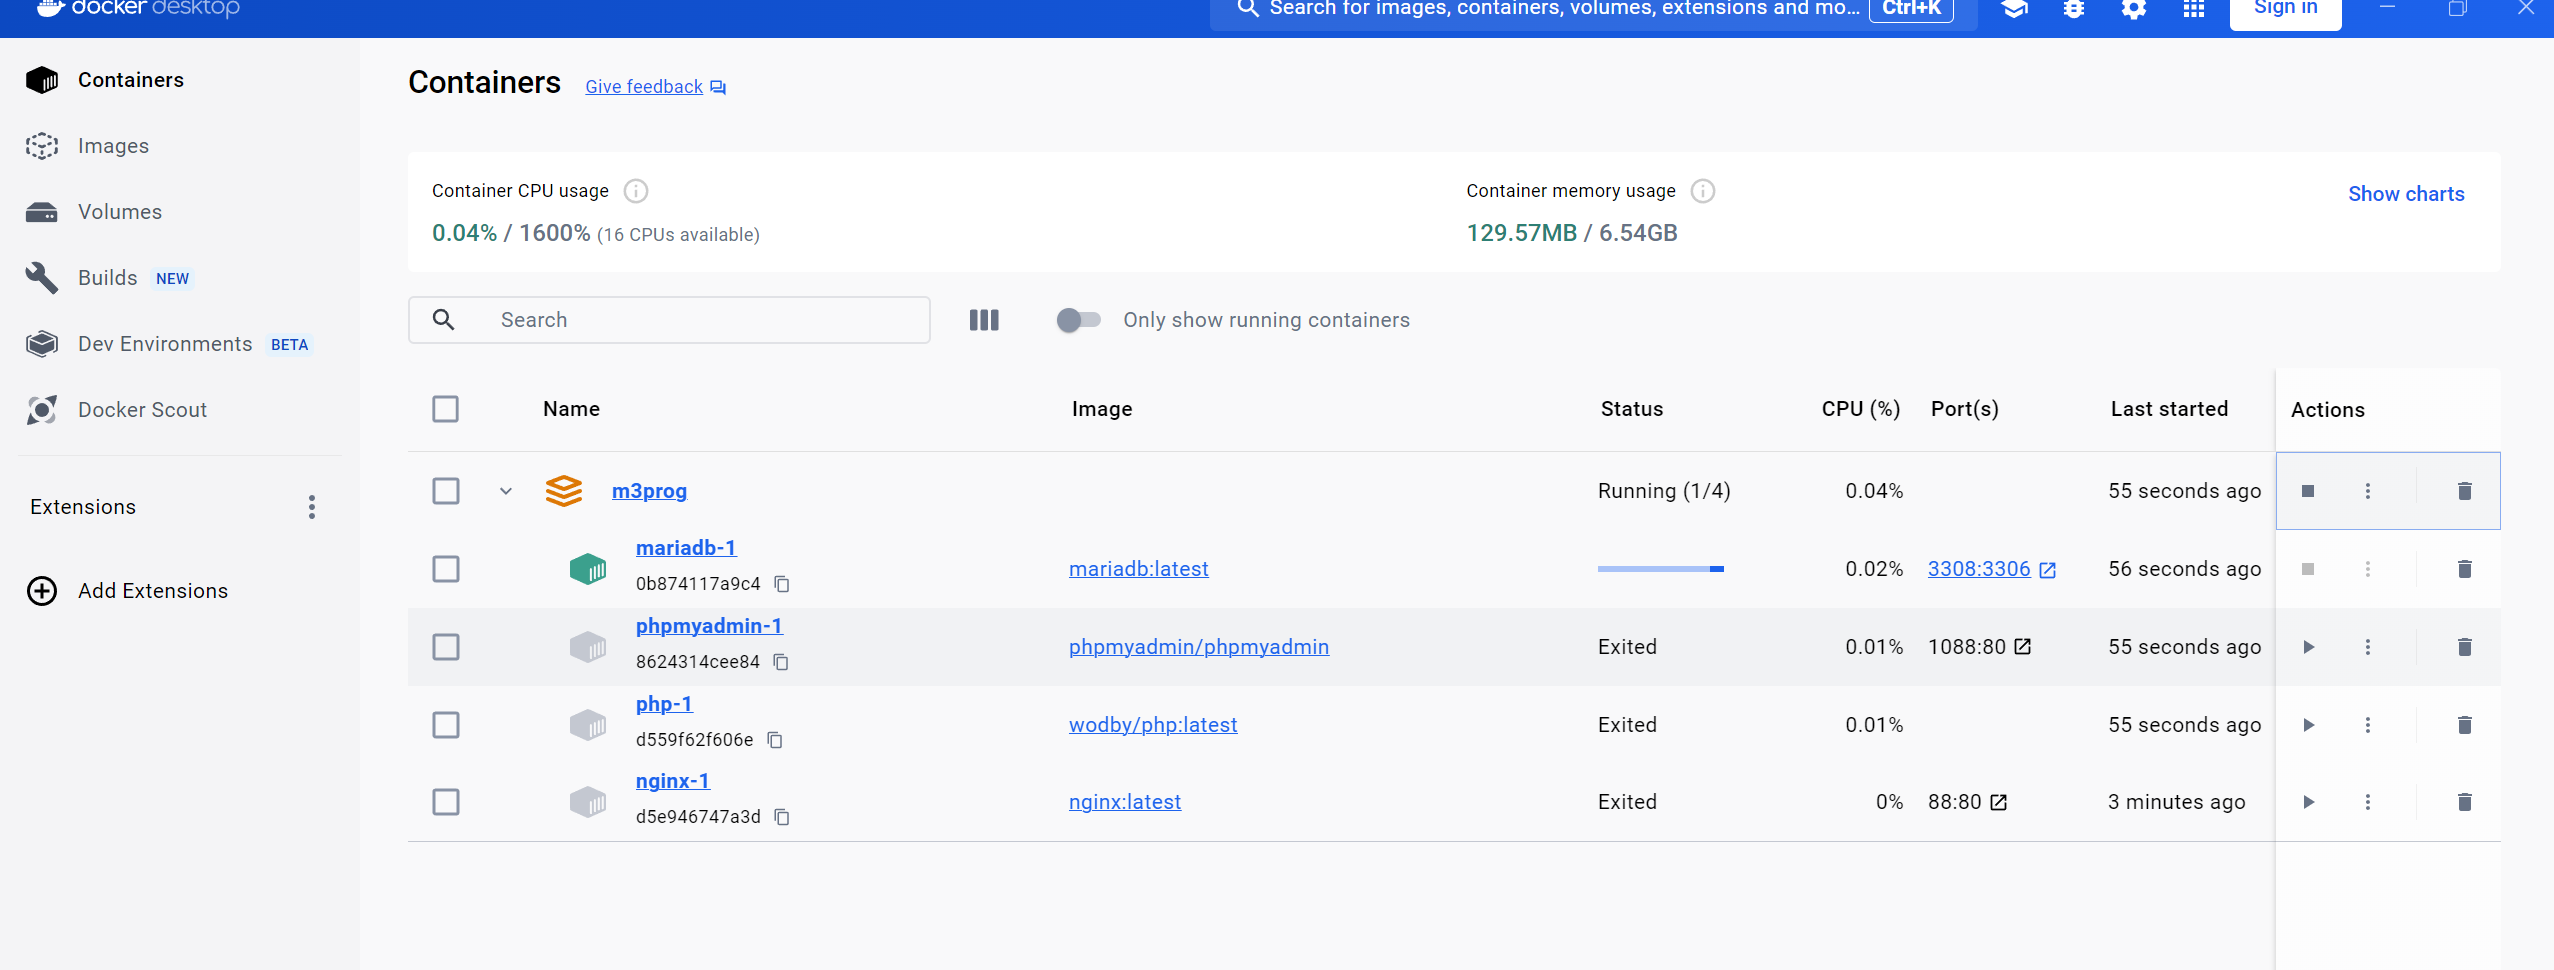 docker desktop
Search for images, containers, volumes, extensions and mo... Ctrl+K
Sign in
Containers
Images
Volumes
Builds NEW
Dev Environments BETA
Docker Scout
Extensions
Add Extensions
Containers Give feedback
Container CPU usage
0.04% / 1600% (16 CPUs available)
Container memory usage
129.57MB / 6.54GB
Show charts
Search
Only show running containers
Name Image Status CPU (%) Port(s) Last started Actions
m3prog Running (1/4) 0.04% 55 seconds ago
mariadb-1
0b874117a9c4
mariadb:latest 0.02% 3308:3306 56 seconds ago
phpmyadmin-1
8624314cee84
phpmyadmin/phpmyadmin Exited 0.01% 1088:80 55 seconds ago
php-1
d559f62f606e
wodby/php:latest Exited 0.01% 55 seconds ago
nginx-1
d5e946747a3d
nginx:latest Exited 0% 88:80 3 minutes ago